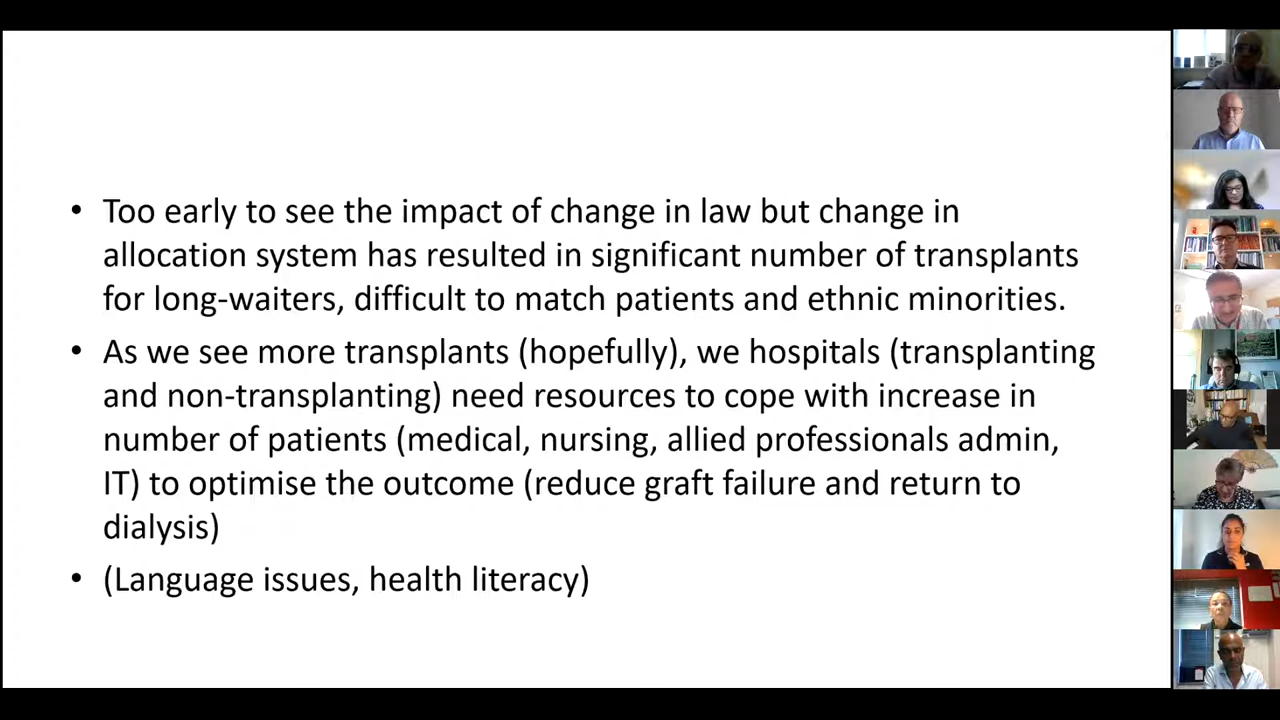 • Too early to see the impact of change in law but change in
allocation system has resulted in significant number of transplants
for long-waiters, difficult to match patients and ethnic minorities.
• As we see more transplants (hopefully), we hospitals (transplanting
and non-transplanting) need resources to cope with increase in
number of patients (medical, nursing, allied professionals admin,
IT) to optimise the outcome (reduce graft failure and return to
dialysis)
• (Language issues, health literacy)